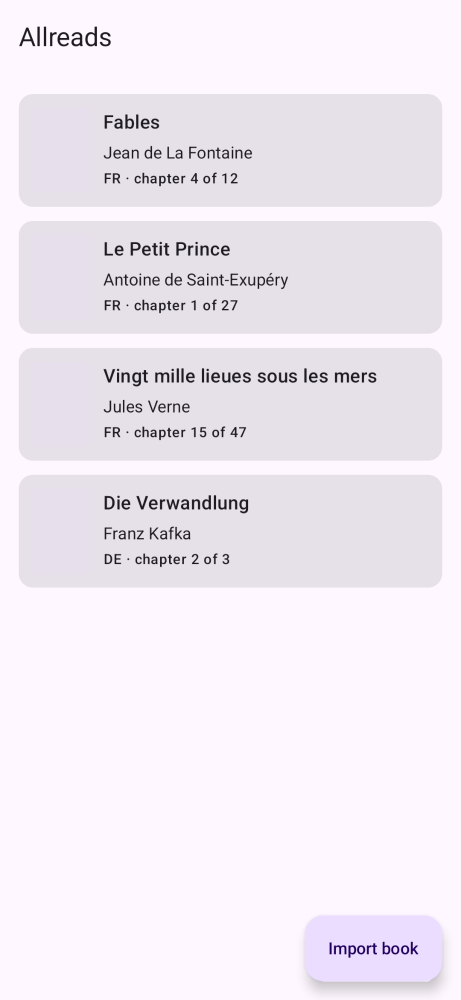 Allreads
Fables
Jean de La Fontaine
FR · chapter 4 of 12
Le Petit Prince
Antoine de Saint-Exupéry
FR · chapter 1 of 27
Vingt mille lieues sous les mers
Jules Verne
FR · chapter 15 of 47
Die Verwandlung
Franz Kafka
DE · chapter 2 of 3
Import book